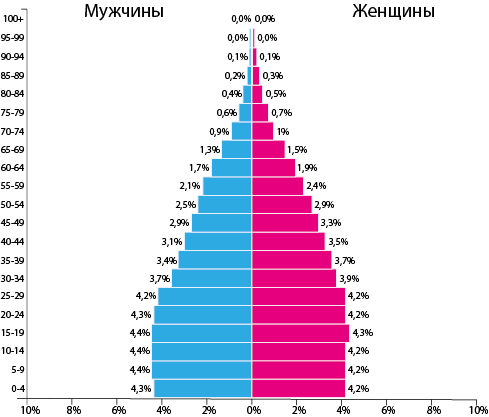 Мужчины Женщины
100+ 0,0% 0,0%
95-99 0,0% 0,0%
90-94 0,1% 0,1%
85-89 0,2% 0,3%
80-84 0,4% 0,5%
75-79 0,6% 0,7%
70-74 0,9% 1%
65-69 1,3% 1,5%
60-64 1,7% 1,9%
55-59 2,1% 2,4%
50-54 2,5% 2,9%
45-49 2,9% 3,3%
40-44 3,1% 3,5%
35-39 3,4% 3,7%
30-34 3,7% 3,9%
25-29 4,2% 4,2%
20-24 4,3% 4,2%
15-19 4,4% 4,3%
10-14 4,4% 4,2%
5-9 4,4% 4,2%
0-4 4,3% 4,2%
10% 8% 6% 4% 2% 0% 2% 4% 6% 8% 10%